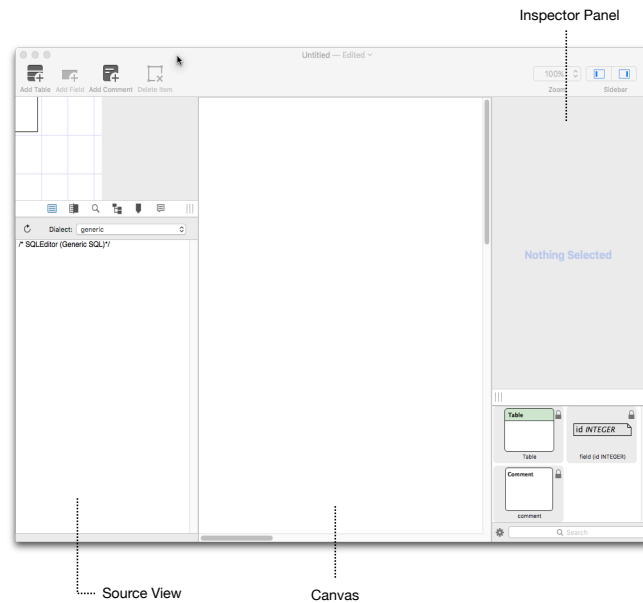 Inspector Panel
Untitled — Edited
100%
Add Table Add Field Add Comment Delete Item
Zoom Sidebar
Dialect: generic
/* SQLEditor (Generic SQL)*/
Nothing Selected
Table
id INTEGER
Table
field (id INTEGER)
Comment
comment
Search
Source View
Canvas